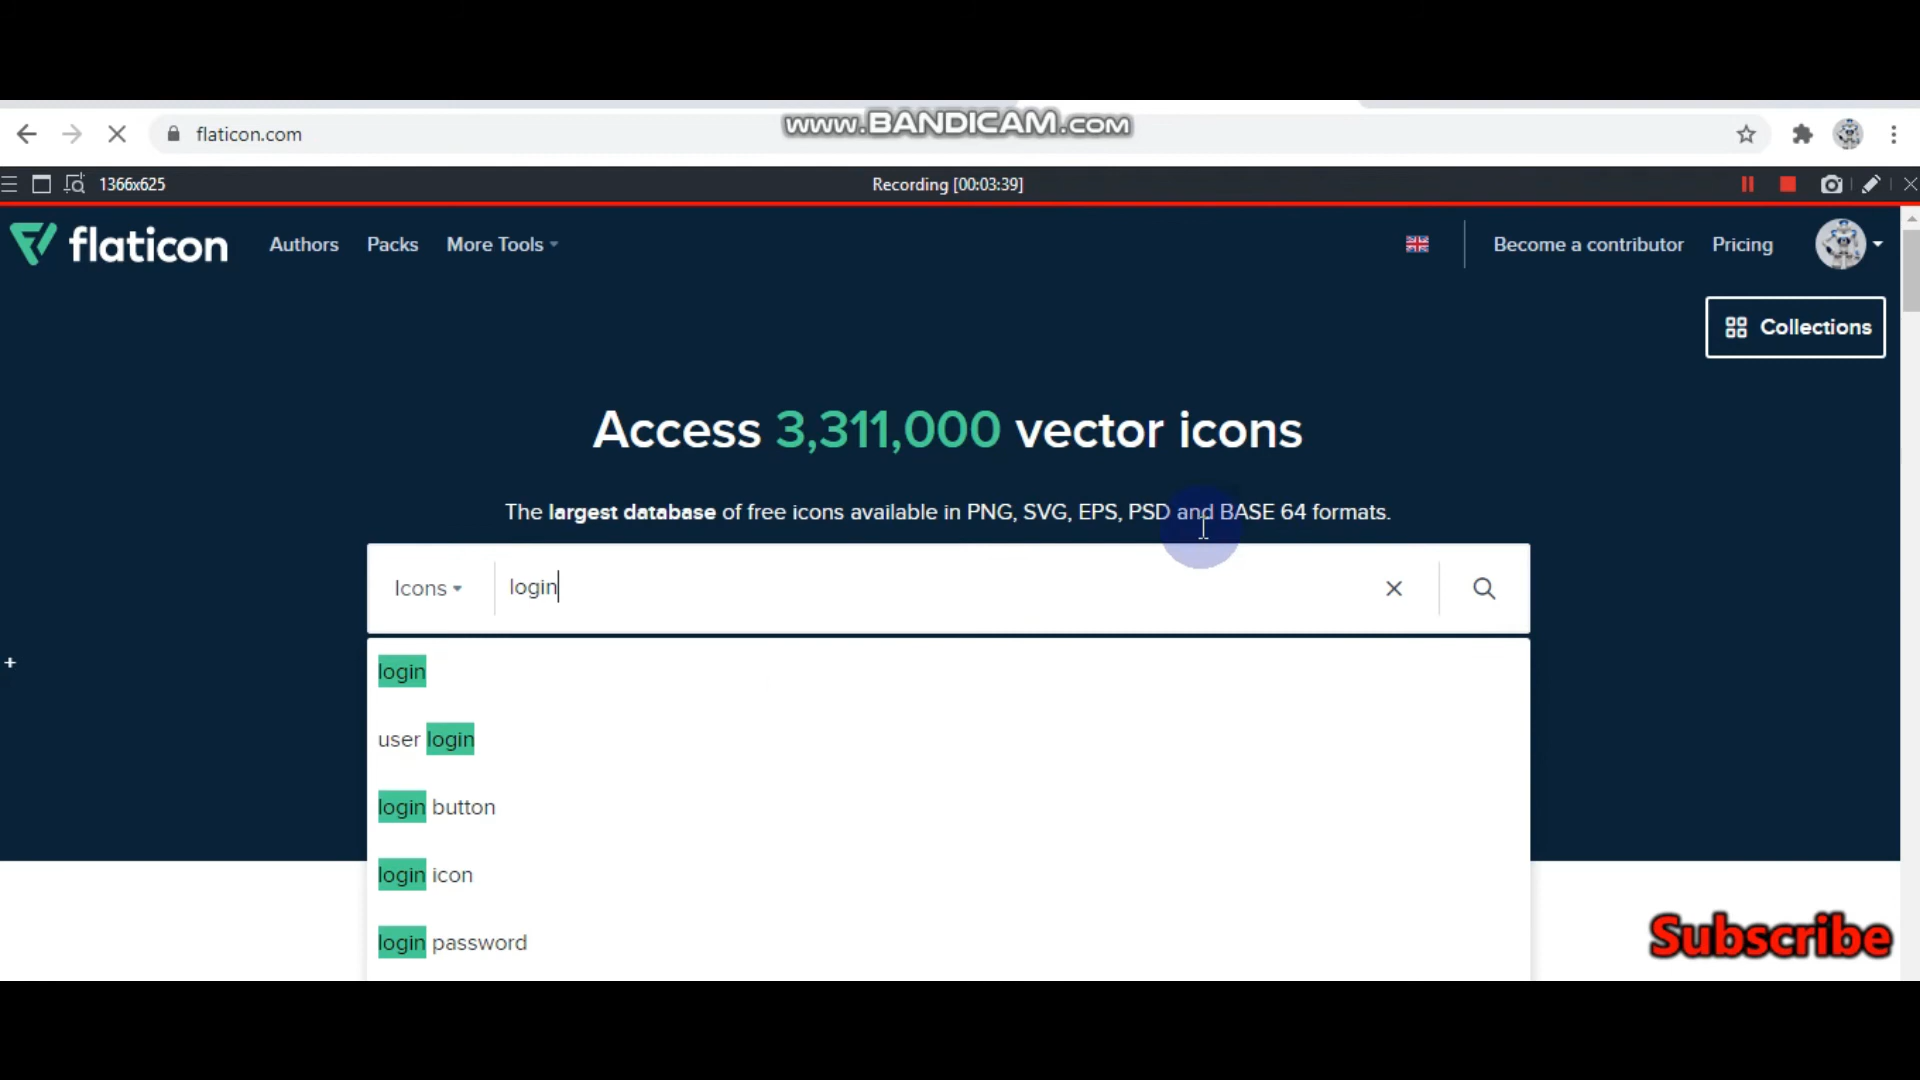 www.BANDICAM.com
flaticon.com
1366x625
Recording [00:03:39]
flaticon
Authors
Packs
More Tools
Become a contributor
Pricing
Collections
Access 3,311,000 vector icons
The largest database of free icons available in PNG, SVG, EPS, PSD and BASE 64 formats.
Icons
login
login
user login
login button
login icon
login password
Subscribe